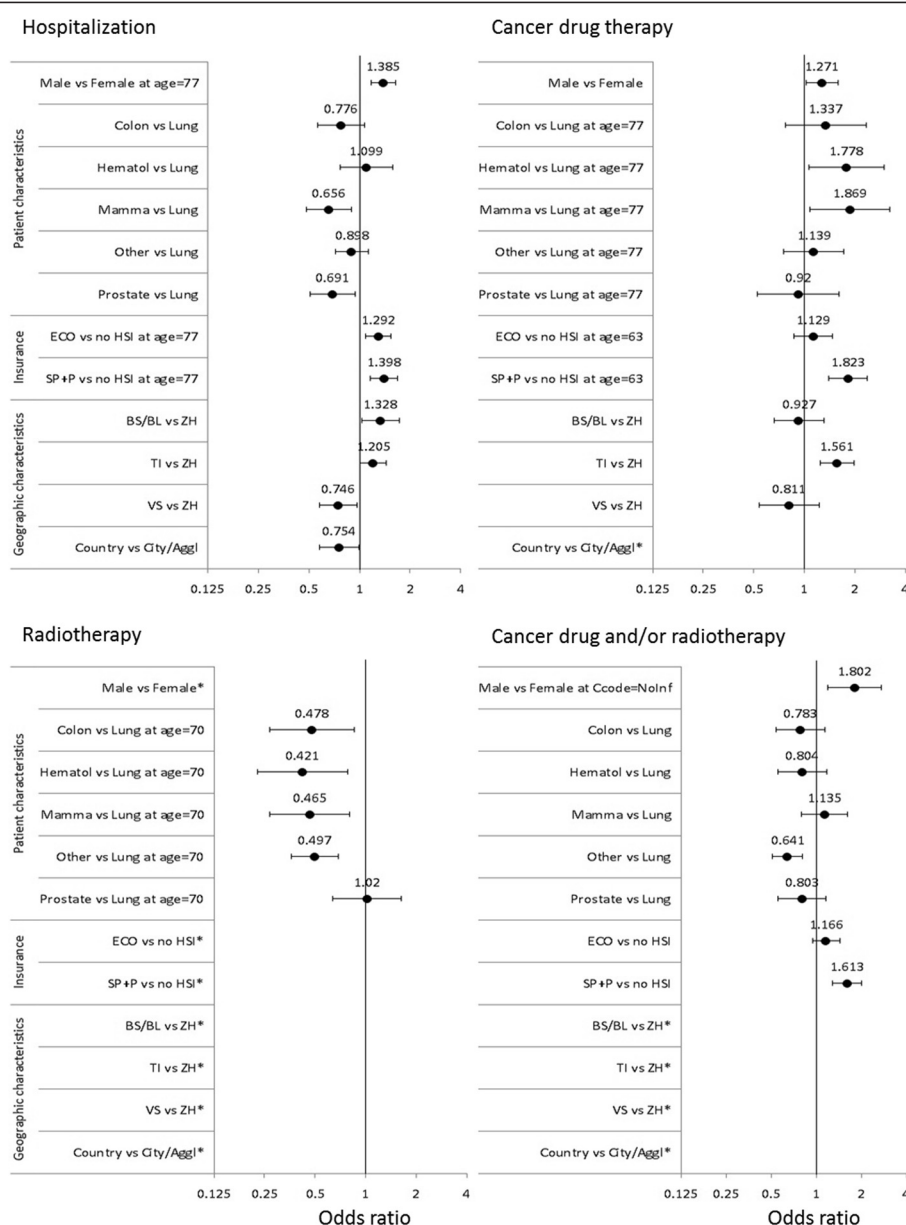 Hospitalization
Patient characteristics
Male vs Female at age=77
1.385
Colon vs Lung
0.776
Hematol vs Lung
1.099
Mamma vs Lung
0.656
Other vs Lung
0.898
Prostate vs Lung
0.691
Insurance
ECO vs no HSI at age=77
1.292
SP+P vs no HSI at age=77
1.398
Geographic characteristics
BS/BL vs ZH
1.328
TI vs ZH
1.205
VS vs ZH
0.746
Country vs City/Aggl
0.754
0.125 0.25 0.5 1 2 4
Cancer drug therapy
Male vs Female
1.271
Colon vs Lung at age=77
1.337
Hematol vs Lung at age=77
1.778
Mamma vs Lung at age=77
1.869
Other vs Lung at age=77
1.139
Prostate vs Lung at age=77
0.92
ECO vs no HSI at age=63
1.129
SP+P vs no HSI at age=63
1.823
BS/BL vs ZH
0.927
TI vs ZH
1.561
VS vs ZH
0.811
Country vs City/Aggl*
0.125 0.25 0.5 1 2 4
Radiotherapy
Patient characteristics
Male vs Female*
Colon vs Lung at age=70
0.478
Hematol vs Lung at age=70
0.421
Mamma vs Lung at age=70
0.465
Other vs Lung at age=70
0.497
Prostate vs Lung at age=70
1.02
Insurance
ECO vs no HSI*
SP+P vs no HSI*
Geographic characteristics
BS/BL vs ZH*
TI vs ZH*
VS vs ZH*
Country vs City/Aggl*
0.125 0.25 0.5 1 2 4
Odds ratio
Cancer drug and/or radiotherapy
Male vs Female at Ccode=NoInf
1.802
Colon vs Lung
0.783
Hematol vs Lung
0.804
Mamma vs Lung
1.135
Other vs Lung
0.641
Prostate vs Lung
0.803
ECO vs no HSI
1.166
SP+P vs no HSI
1.613
BS/BL vs ZH*
TI vs ZH*
VS vs ZH*
Country vs City/Aggl*
0.125 0.25 0.5 1 2 4
Odds ratio